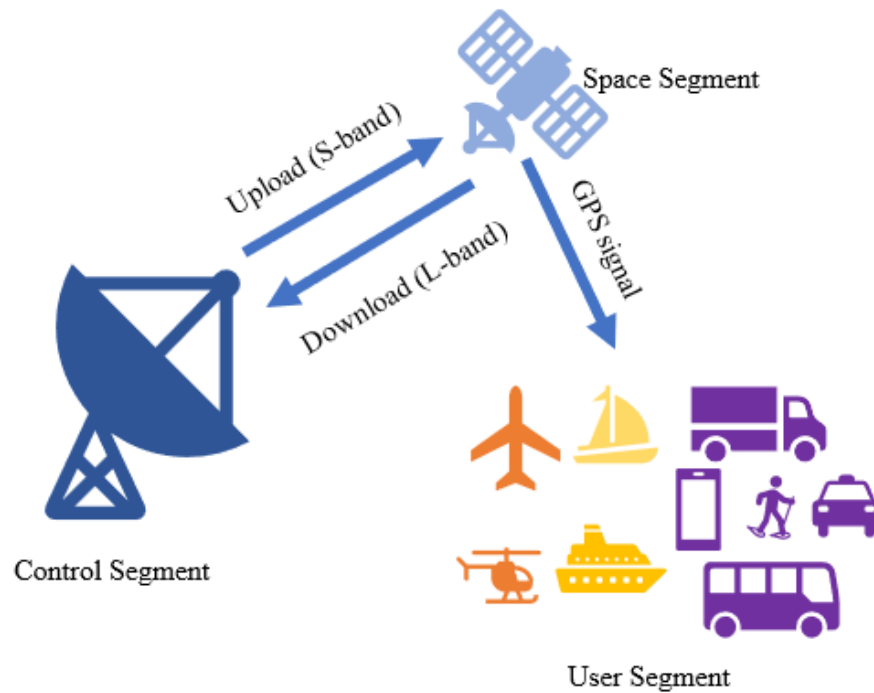 Space Segment
Upload (S-band)
Download (L-band)
GPS signal
Control Segment
User Segment